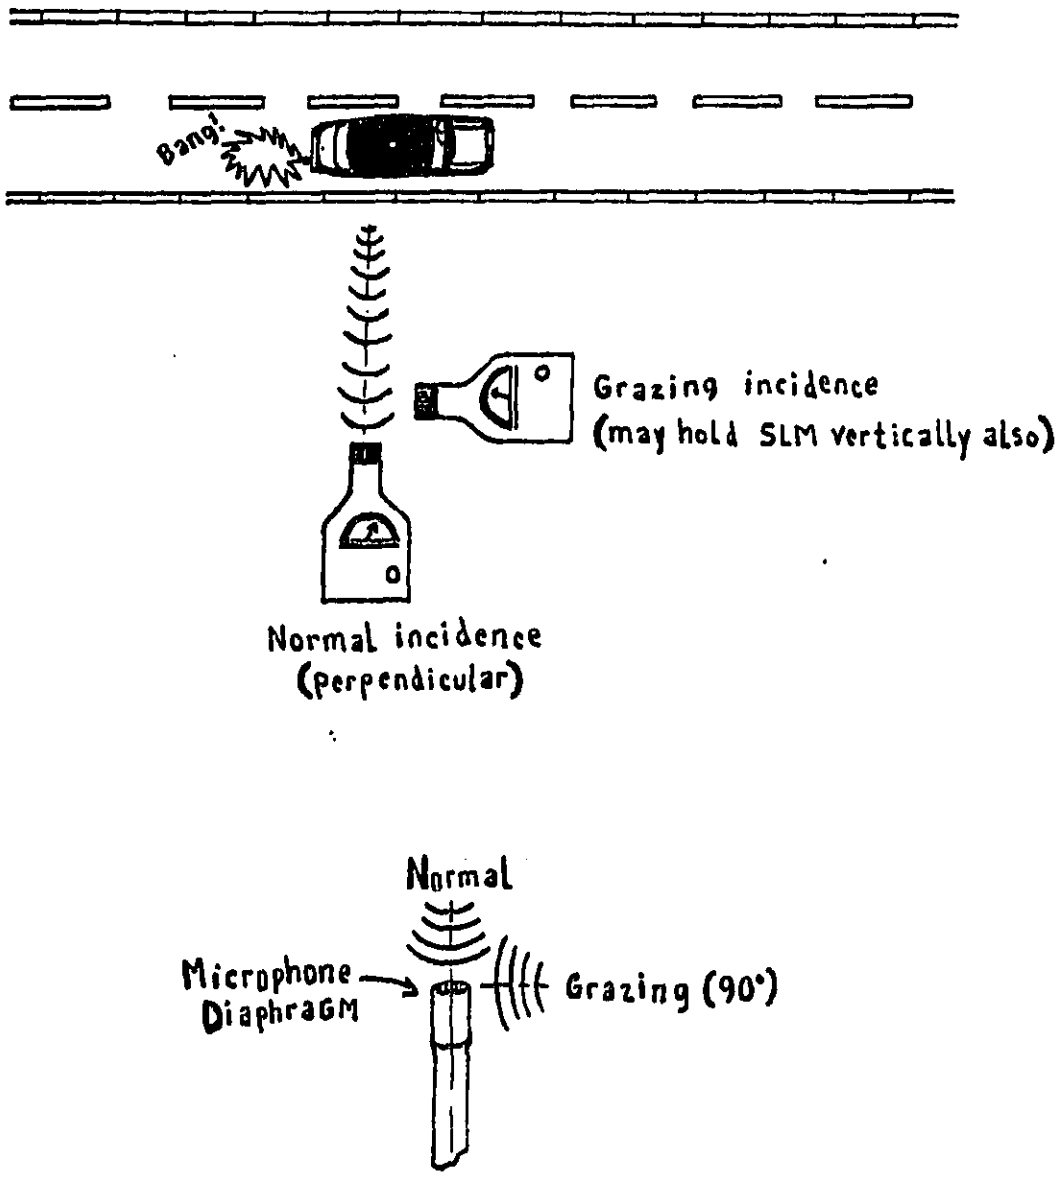 Bang!
Grazing incidence
(may hold SLM vertically also)
Normal incidence
(perpendicular)
Normal
Microphone
DiaphraGM
Grazing (90°)